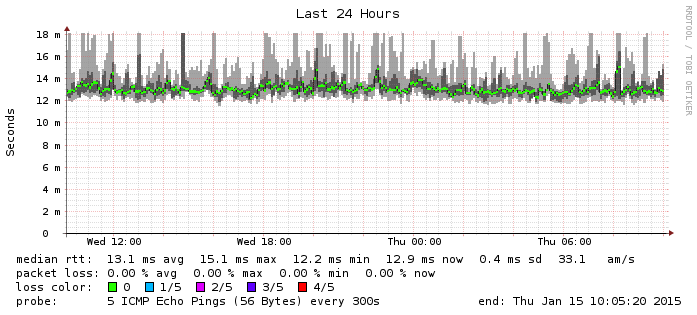 Last 24 Hours
RRDTOOL / TOBI OETIKER
Seconds
18 m
16 m
14 m
12 m
10 m
8 m
6 m
4 m
2 m
0
Wed 12:00 Wed 18:00 Thu 00:00 Thu 06:00
median rtt: 13.1 ms avg 15.1 ms max 12.2 ms min 12.9 ms now 0.4 ms sd 33.1 am/s
packet loss: 0.00 % avg 0.00 % max 0.00 % min 0.00 % now
loss color: 0 1/5 2/5 3/5 4/5
probe: 5 ICMP Echo Pings (56 Bytes) every 300s end: Thu Jan 15 10:05:20 2015